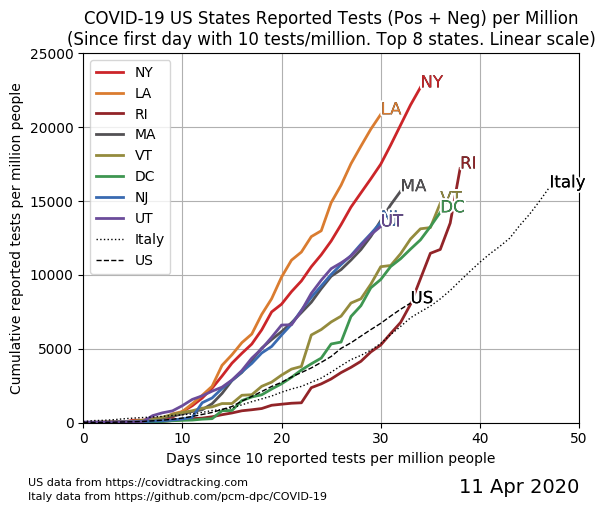 COVID-19 US States Reported Tests (Pos + Neg) per Million
(Since first day with 10 tests/million. Top 8 states. Linear scale)
Cumulative reported tests per million people
25000
20000
15000
10000
5000
0
NY
LA
RI
MA
VT
DC
NJ
UT
Italy
US
NY
LA
RI
MA
Italy
VT
DC
NJ
UT
US
0 10 20 30 40 50
Days since 10 reported tests per million people
US data from https://covidtracking.com
Italy data from https://github.com/pcm-dpc/COVID-19
11 Apr 2020